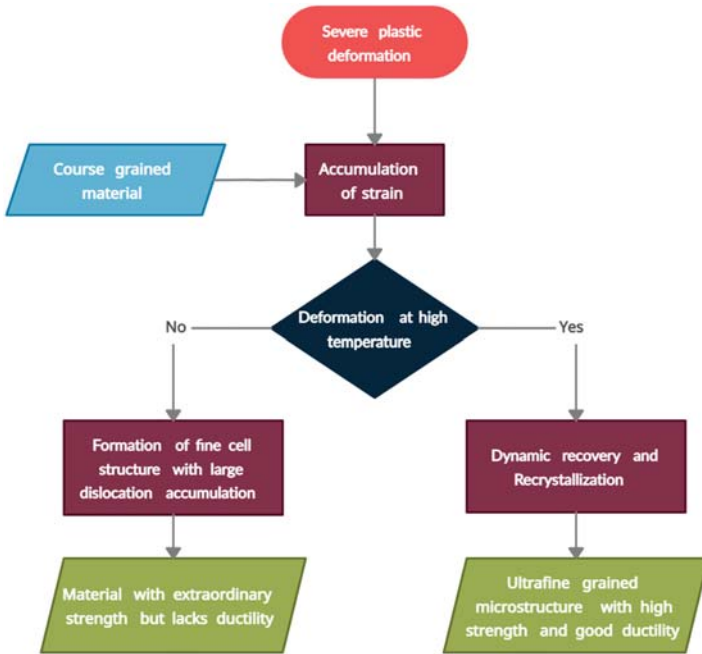 Severe plastic
deformation
Course grained
material
Accumulation
of strain
Deformation at high
temperature
No
Yes
Formation of fine cell
structure with large
dislocation accumulation
Dynamic recovery and
Recrystallization
Material with extraordinary
strength but lacks ductility
Ultrafine grained
microstructure with high
strength and good ductility